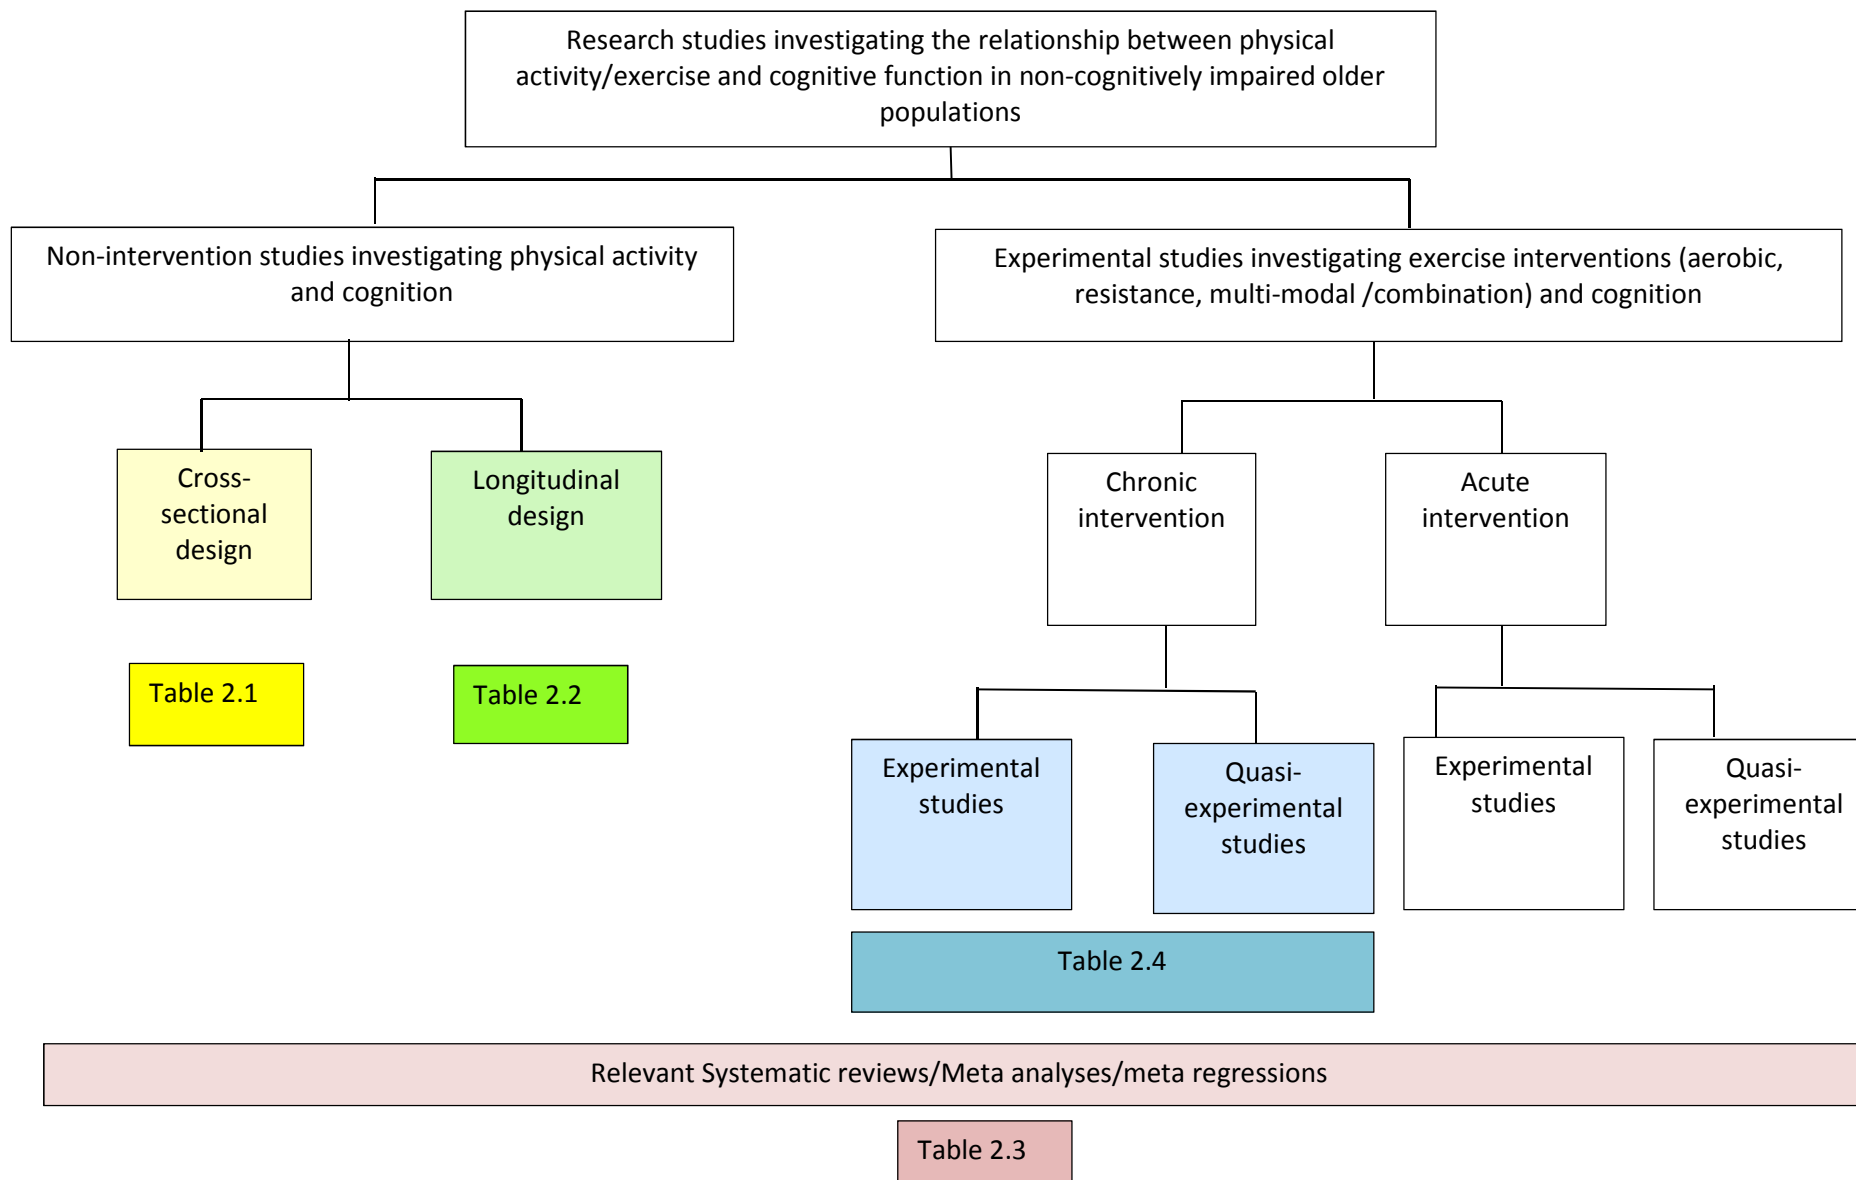 Research studies investigating the relationship between physical
activity/exercise and cognitive function in non-cognitively impaired older
populations
Non-intervention studies investigating physical activity
and cognition
Experimental studies investigating exercise interventions (aerobic,
resistance, multi-modal /combination) and cognition
Cross-
sectional
design
Longitudinal
design
Chronic
intervention
Acute
intervention
Table 2.1
Table 2.2
Experimental
studies
Quasi-
experimental
studies
Experimental
studies
Quasi-
experimental
studies
Table 2.4
Relevant Systematic reviews/Meta analyses/meta regressions
Table 2.3